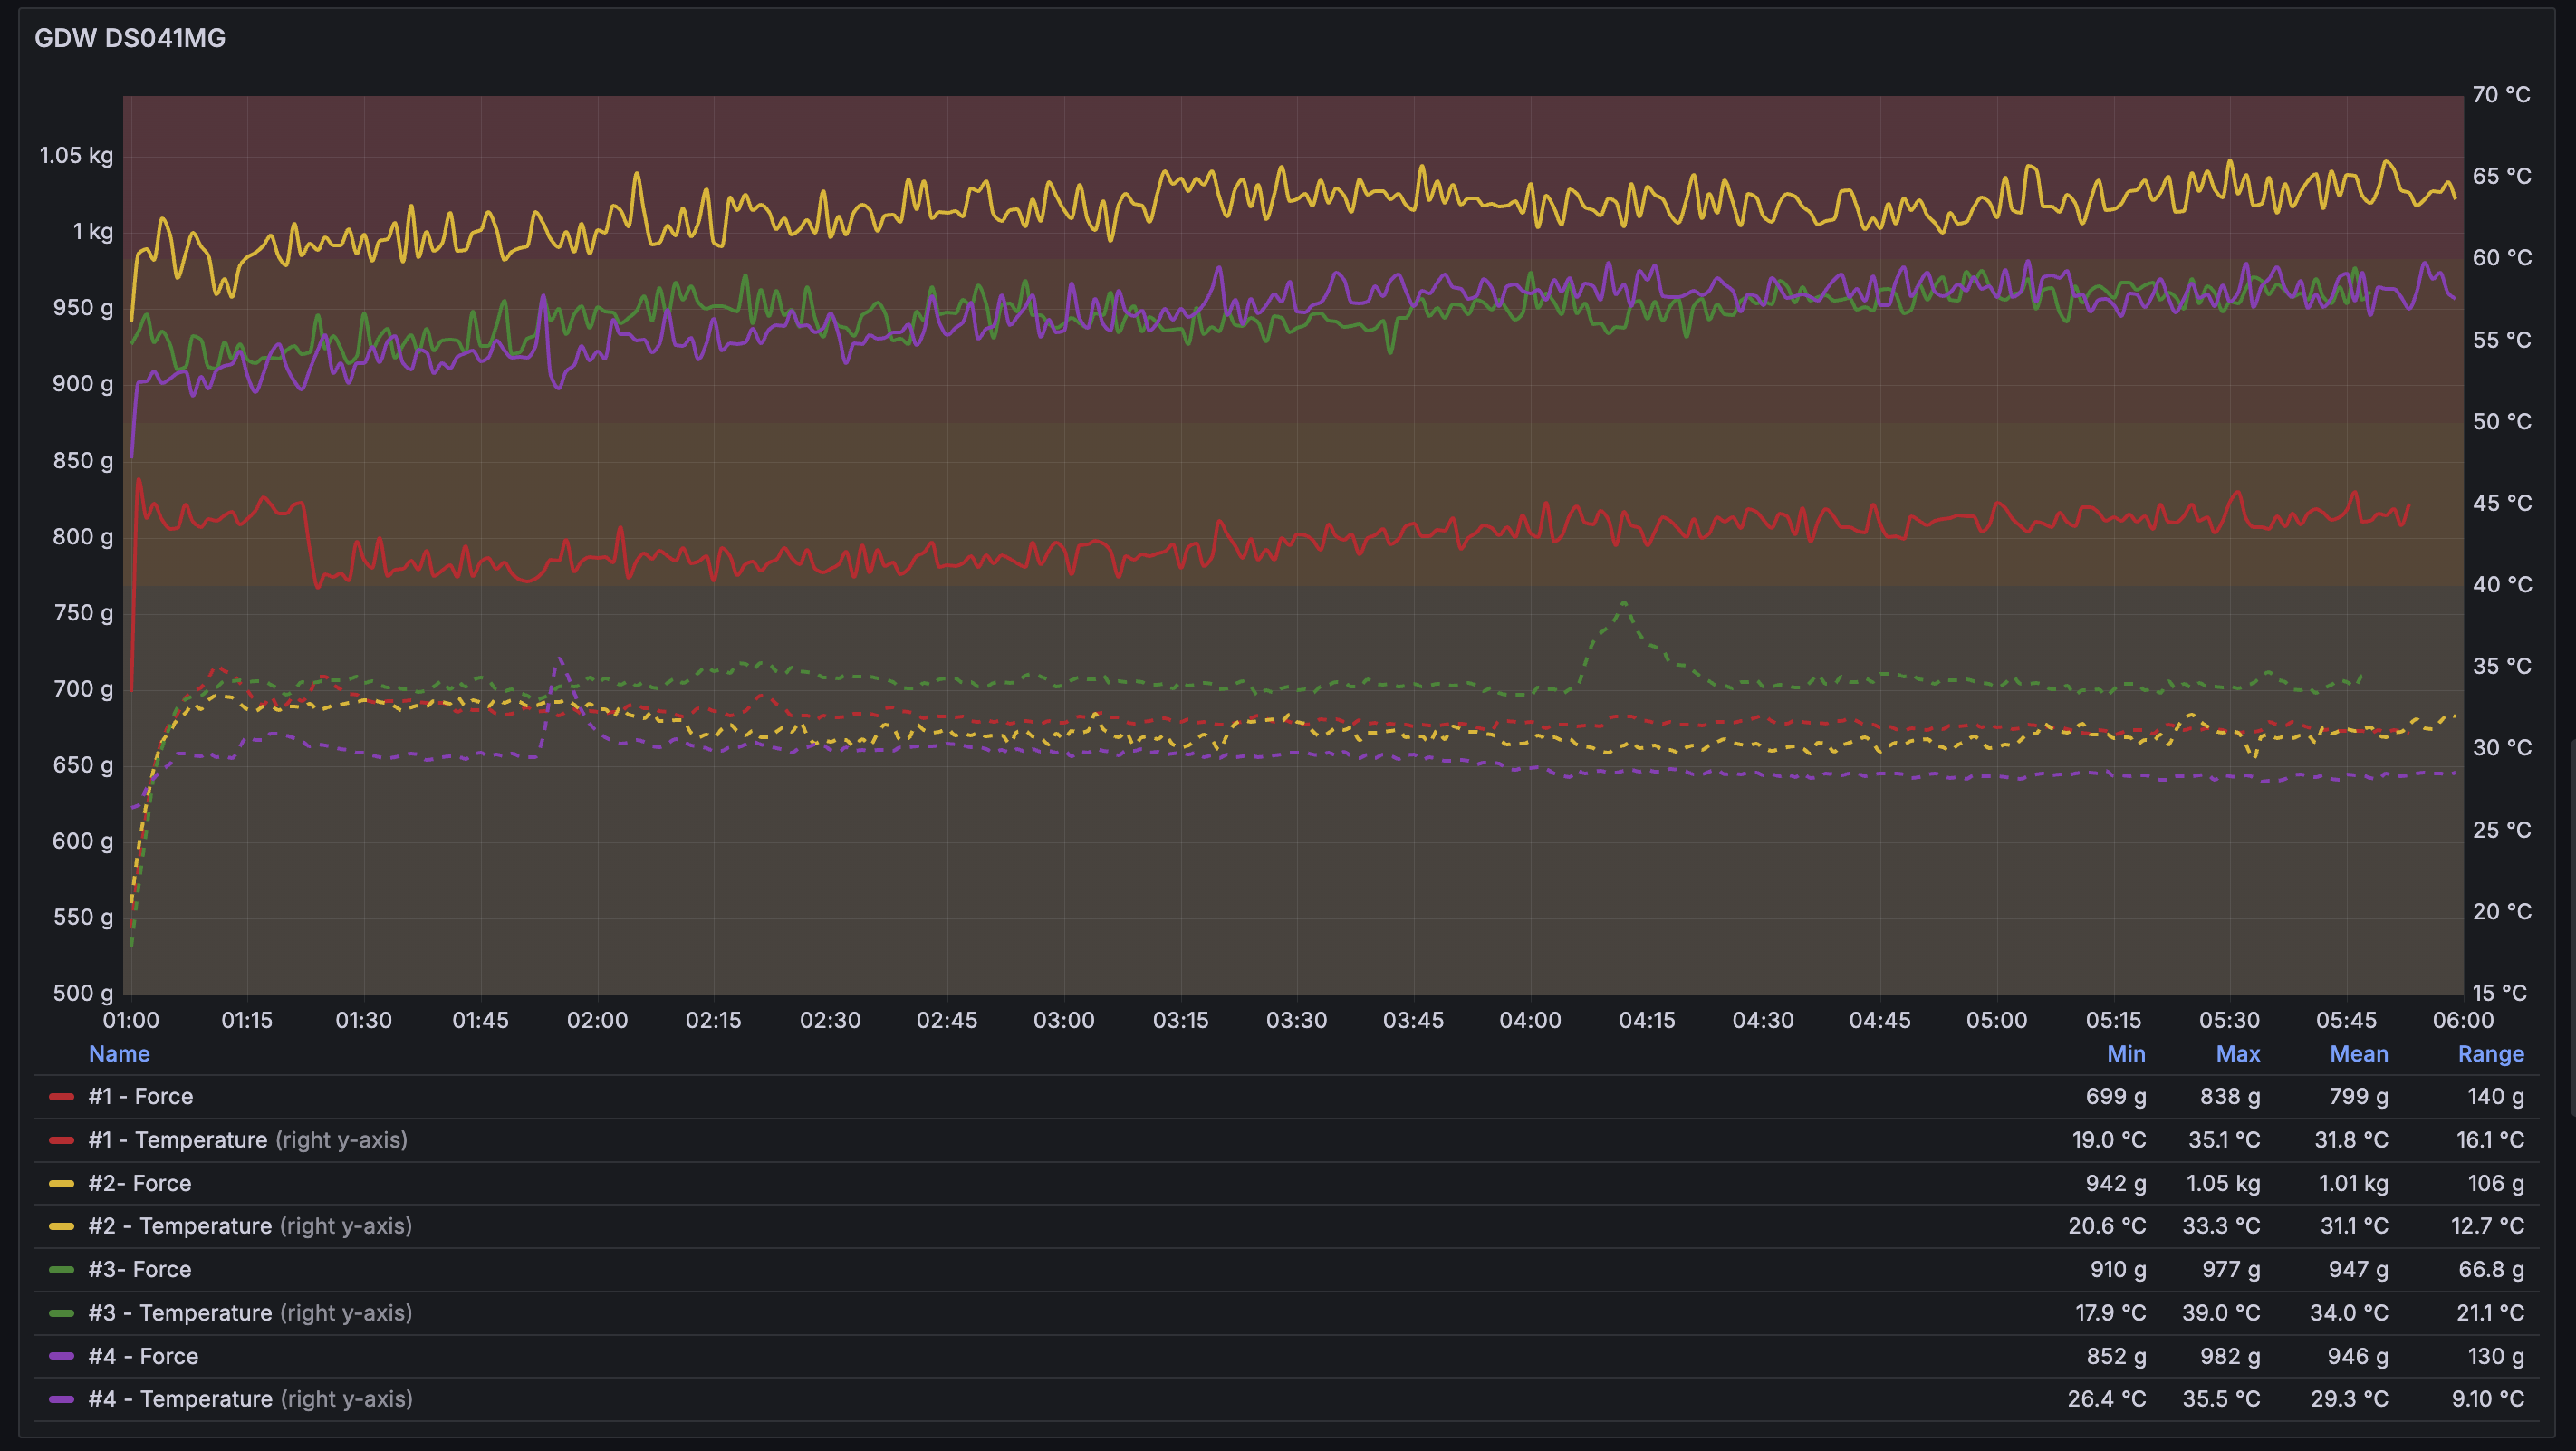 GDW DS041MG
70 °C
1.05 kg
65 °C
1 kg
60 °C
950 g
55 °C
900 g
50 °C
850 g
45 °C
800 g
40 °C
750 g
35 °C
700 g
30 °C
650 g
25 °C
600 g
20 °C
550 g
15 °C
500 g
01:00 01:15 01:30 01:45 02:00 02:15 02:30 02:45 03:00 03:15 03:30 03:45 04:00 04:15 04:30 04:45 05:00 05:15 05:30 05:45 06:00
Name Min Max Mean Range
#1 - Force 699 g 838 g 799 g 140 g
#1 - Temperature (right y-axis) 19.0 °C 35.1 °C 31.8 °C 16.1 °C
#2- Force 942 g 1.05 kg 1.01 kg 106 g
#2 - Temperature (right y-axis) 20.6 °C 33.3 °C 31.1 °C 12.7 °C
#3- Force 910 g 977 g 947 g 66.8 g
#3 - Temperature (right y-axis) 17.9 °C 39.0 °C 34.0 °C 21.1 °C
#4 - Force 852 g 982 g 946 g 130 g
#4 - Temperature (right y-axis) 26.4 °C 35.5 °C 29.3 °C 9.10 °C